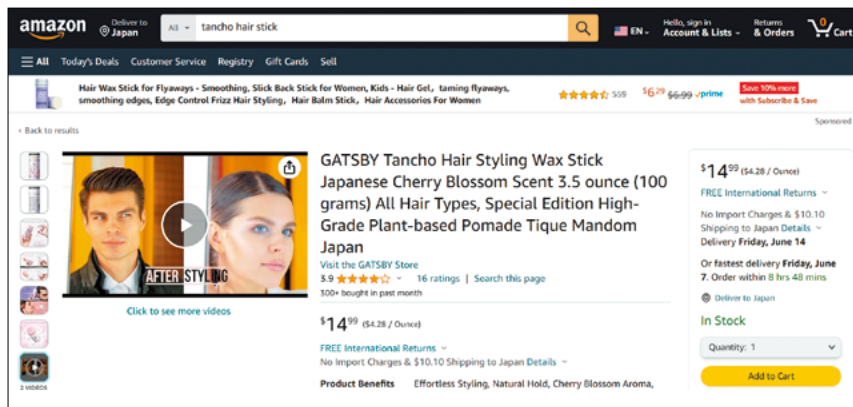 amazon
Deliver to
Japan
All
tancho hair stick
EN
Hello, sign in
Account & Lists
Returns
& Orders
0
Cart
All Today's Deals Customer Service Registry Gift Cards Sell
Hair Wax Stick for Flyaways - Smoothing, Slick Back Stick for Women, Kids - Hair Gel, taming flyaways,
smoothing edges, Edge Control Frizz Hair Styling, Hair Balm Stick, Hair Accessories For Women
559
$6.29 $6.99 prime
Save 10% more
with Subscribe & Save
Sponsored
‹ Back to results
AFTER STYLING
Click to see more videos
2 VIDEOS
GATSBY Tancho Hair Styling Wax Stick
Japanese Cherry Blossom Scent 3.5 ounce (100
grams) All Hair Types, Special Edition High-
Grade Plant-based Pomade Tique Mandom
Japan
Visit the GATSBY Store
3.9 16 ratings | Search this page
300+ bought in past month
$14.99 ($4.28 / Ounce)
FREE International Returns
No Import Charges & $10.10 Shipping to Japan Details
Product Benefits Effortless Styling, Natural Hold, Cherry Blossom Aroma,
$14.99 ($4.28 / Ounce)
FREE International Returns
No Import Charges & $10.10
Shipping to Japan Details
Delivery Friday, June 14
Or fastest delivery Friday, June
7. Order within 8 hrs 48 mins
Deliver to Japan
In Stock
Quantity: 1
Add to Cart